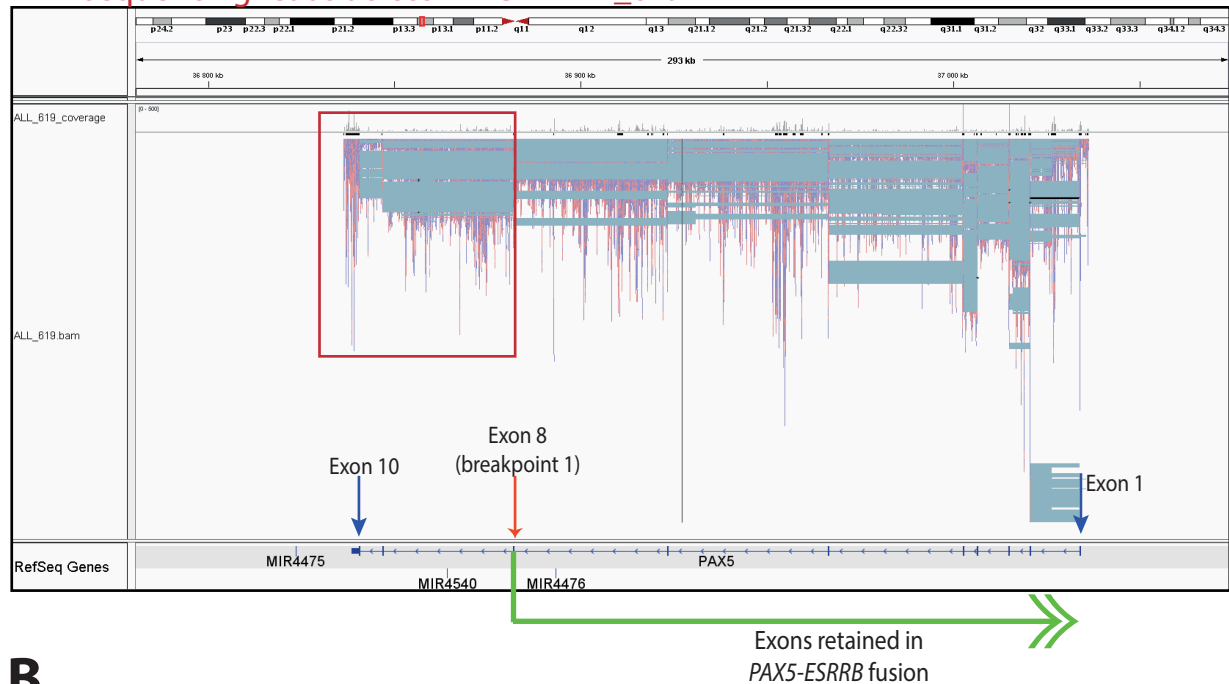 p24.2 p23 p22.3 p22.1 p21.2 p13.3 p13.1 p11.2 q11 q12 q13 q21.12 q21.2 q21.32 q22.1 q22.32 q31.1 q31.2 q32 q33.1 q33.2 q33.3 q34.12 q34.3
293 kb
36 800 kb 36 900 kb 37 000 kb
ALL_619_coverage
[0 - 500]
ALL_619.bam
Exon 8
(breakpoint 1)
Exon 10
Exon 1
RefSeq Genes
MIR4475
PAX5
MIR4540
MIR4476
Exons retained in
PAX5-ESRRB fusion
B